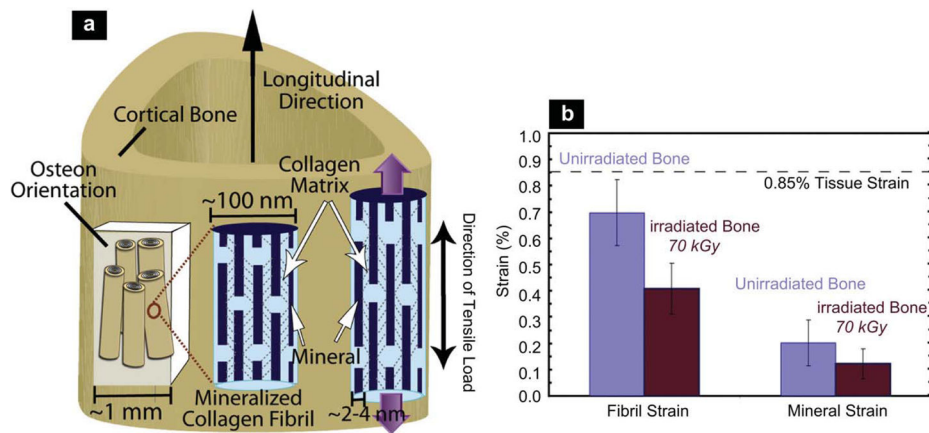 a
Longitudinal
Direction
Cortical Bone
Osteon
Orientation
Collagen
Matrix
~100 nm
Direction of Tensile Load
Mineral
Mineralized
Collagen Fibril
~1 mm
~2-4 nm
b
1.0
0.9
0.8
0.7
0.6
0.5
0.4
0.3
0.2
0.1
0.0
Strain (%)
Unirradiated Bone
0.85% Tissue Strain
irradiated Bone
70 kGy
Unirradiated Bone
irradiated Bone
70 kGy
Fibril Strain
Mineral Strain